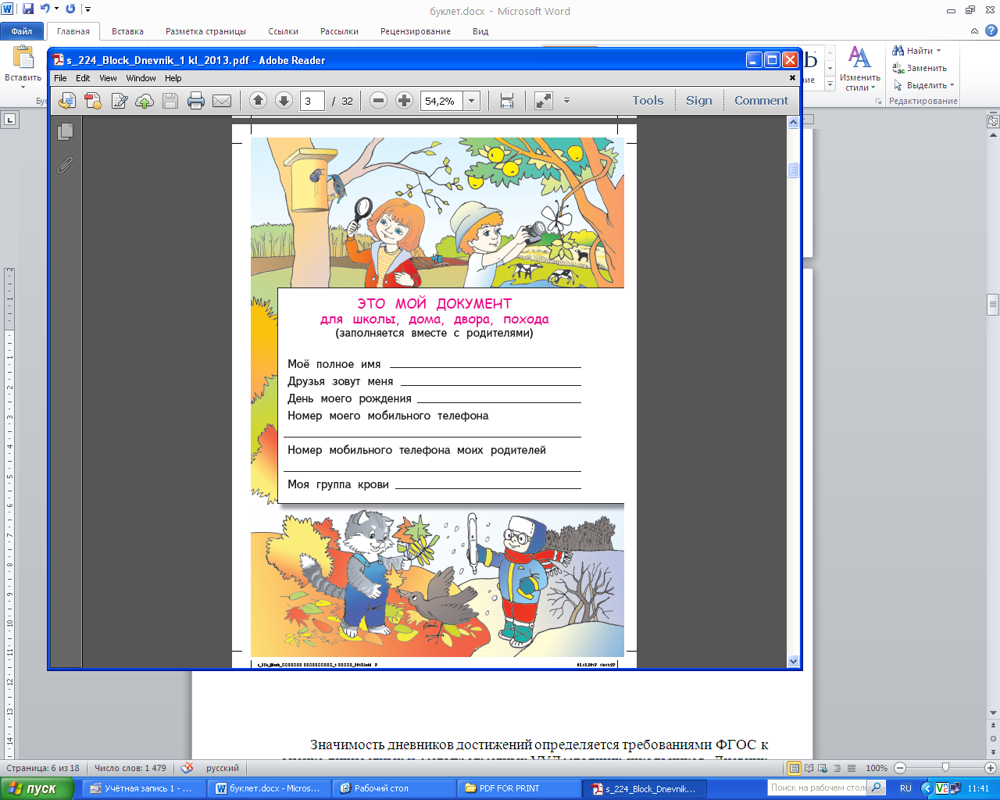 буклет.docx - Microsoft Word
Файл Главная Вставка Разметка страницы Ссылки Рассылки Рецензирование Вид
Вставить
Изменить стили
Найти
Заменить
Выделить
Редактирование
s_224_Block_Dnevnik_1 kl_2013.pdf - Adobe Reader
File Edit View Window Help
3 / 32 54,2% Tools Sign Comment
ЭТО МОЙ ДОКУМЕНТ
для школы, дома, двора, похода
(заполняется вместе с родителями)
Моё полное имя
Друзья зовут меня
День моего рождения
Номер моего мобильного телефона
Номер мобильного телефона моих родителей
Моя группа крови
Значимость дневников достижений определяется требованиями ФГОС к
Страница: 6 из 18 Число слов: 1 479 русский 100%
пуск Учётная запись 1 - ... буклет.docx - Micros... Рабочий стол PDF FOR PRINT s_224_Block_Dnevnik... Поиск на рабочем столе RU 11:41